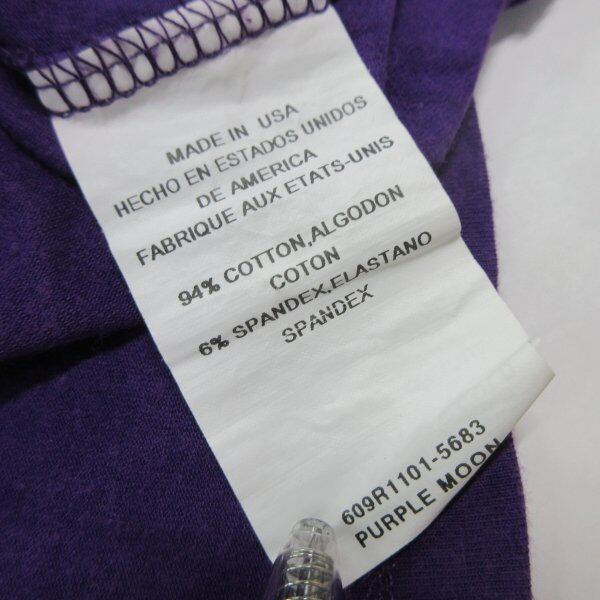 MADE IN USA
HECHO EN ESTADOS UNIDOS
DE AMERICA
FABRIQUE AUX ETATS-UNIS
94% COTTON,ALGODON
COTON
6% SPANDEX,ELASTANO
SPANDEX
609R1101-5683
PURPLE MOON